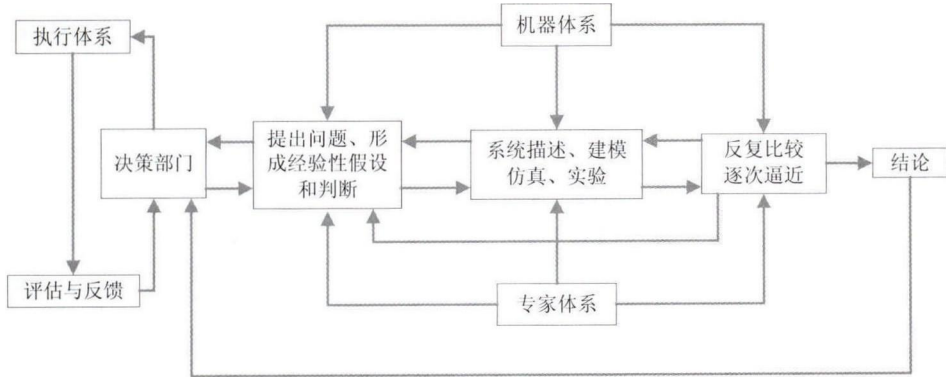 机器体系
执行体系
决策部门
提出问题、形
成经验性假设
和判断
系统描述、建模
仿真、实验
反复比较
逐次逼近
结论
评估与反馈
专家体系